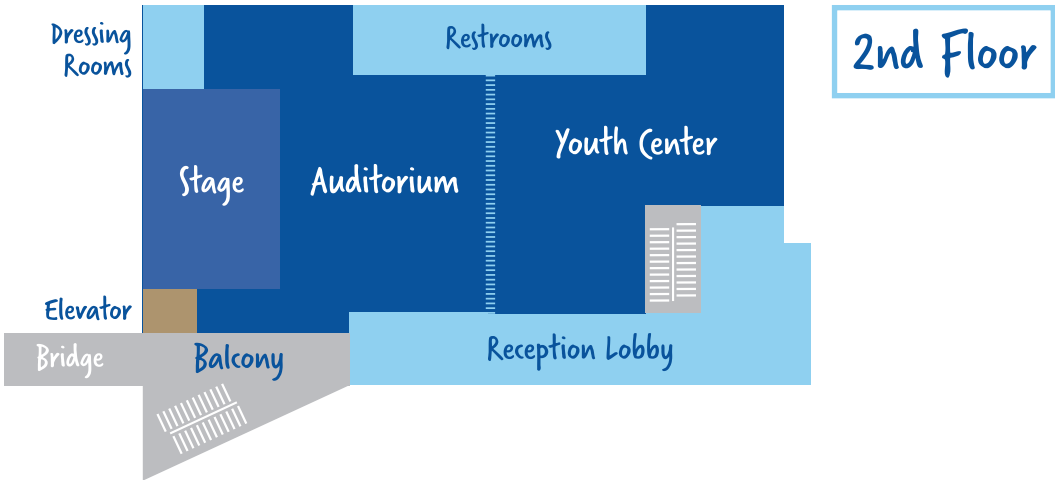 Dressing
Rooms
Restrooms
2nd Floor
Youth Center
Stage
Auditorium
Elevator
Bridge
Balcony
Reception Lobby